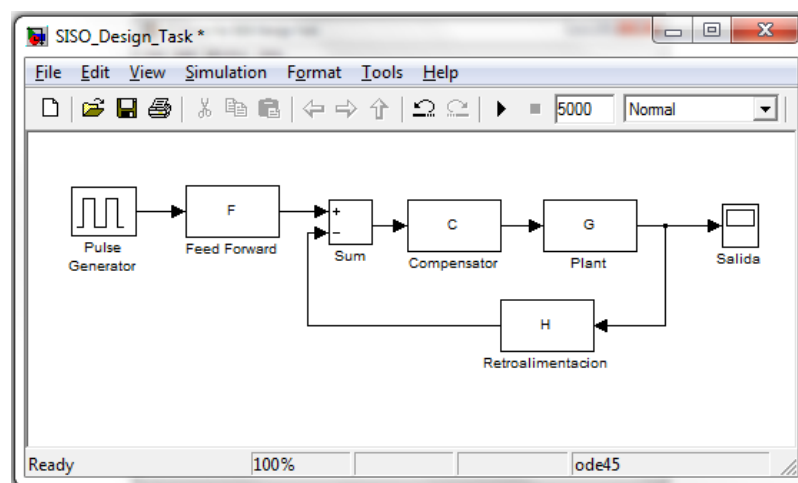 SISO_Design_Task *
File Edit View Simulation Format Tools Help
5000 Normal
F
Feed Forward
Pulse
Generator
+
−
Sum
C
Compensator
G
Plant
Salida
H
Retroalimentacion
Ready 100% ode45